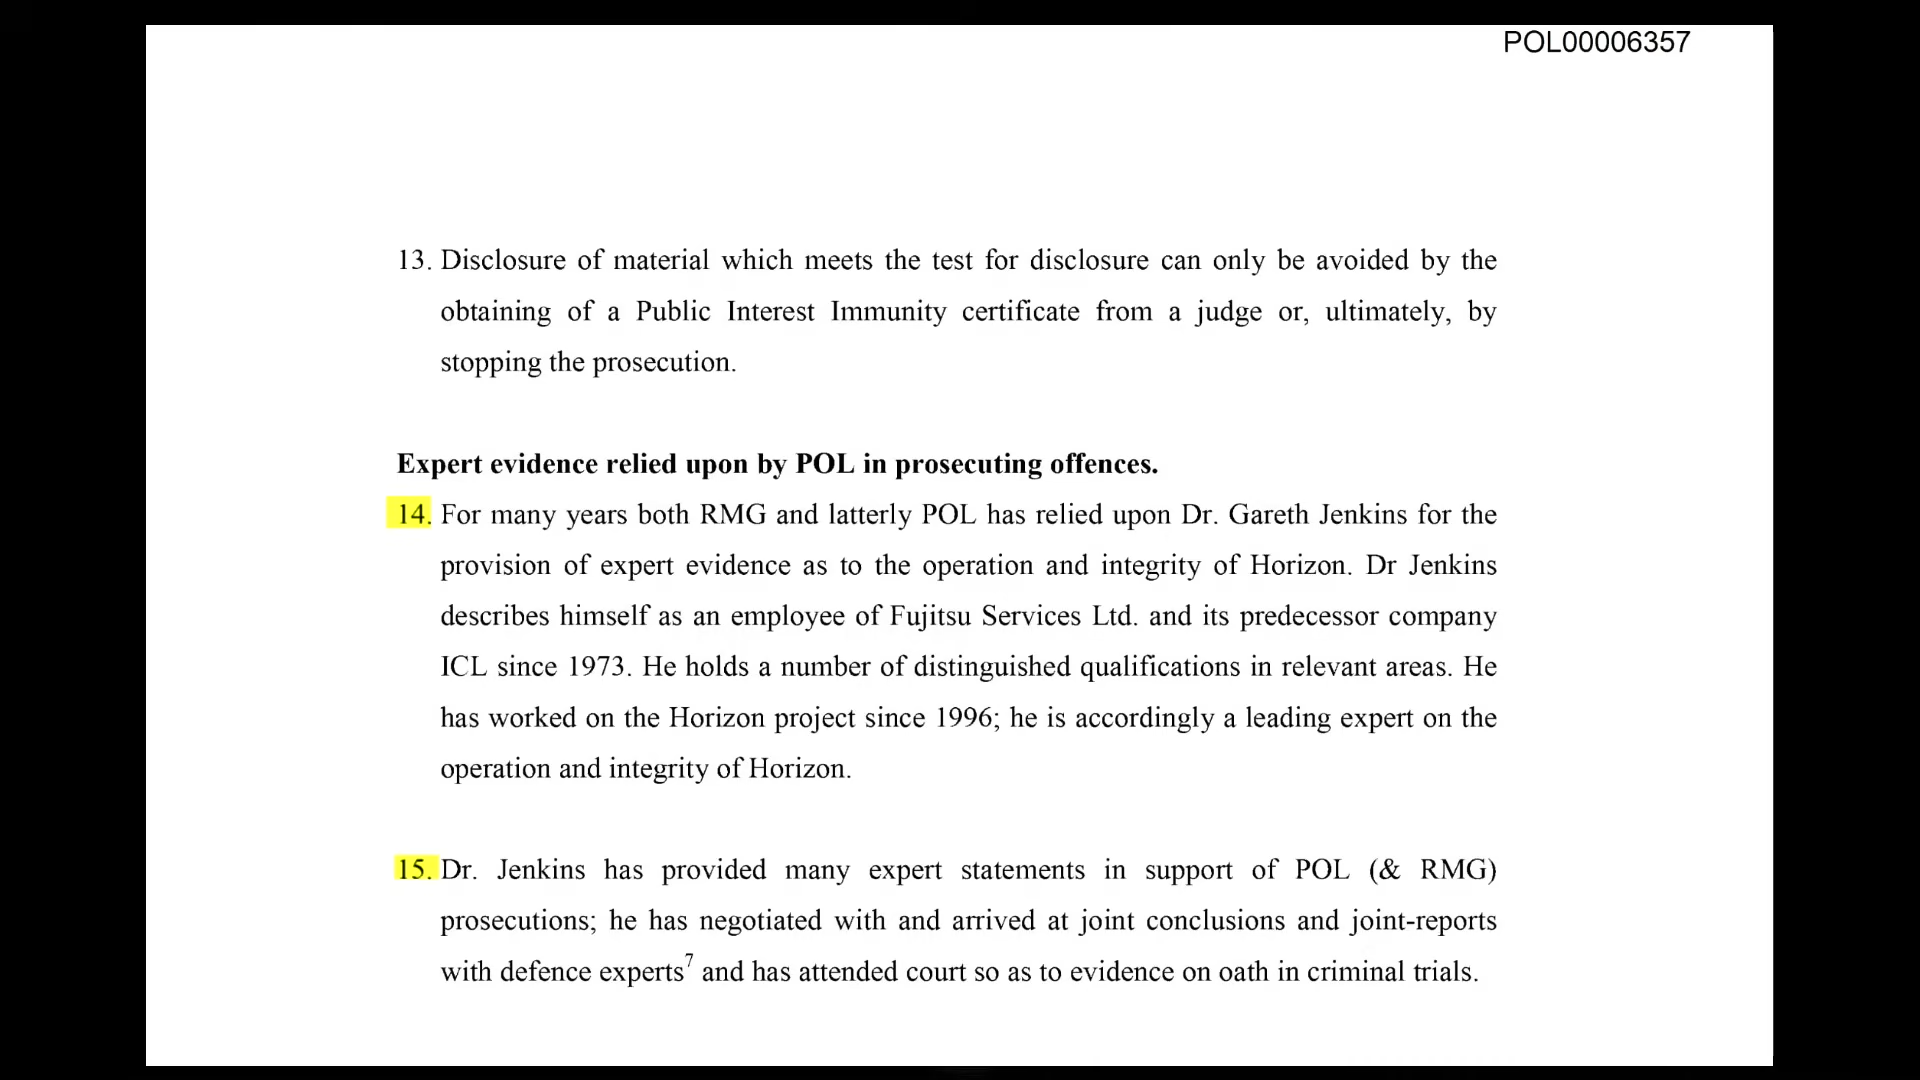 POL00006357
13. Disclosure of material which meets the test for disclosure can only be avoided by the
obtaining of a Public Interest Immunity certificate from a judge or, ultimately, by
stopping the prosecution.
Expert evidence relied upon by POL in prosecuting offences.
14. For many years both RMG and latterly POL has relied upon Dr. Gareth Jenkins for the
provision of expert evidence as to the operation and integrity of Horizon. Dr Jenkins
describes himself as an employee of Fujitsu Services Ltd. and its predecessor company
ICL since 1973. He holds a number of distinguished qualifications in relevant areas. He
has worked on the Horizon project since 1996; he is accordingly a leading expert on the
operation and integrity of Horizon.
15. Dr. Jenkins has provided many expert statements in support of POL (& RMG)
prosecutions; he has negotiated with and arrived at joint conclusions and joint-reports
with defence experts7 and has attended court so as to evidence on oath in criminal trials.